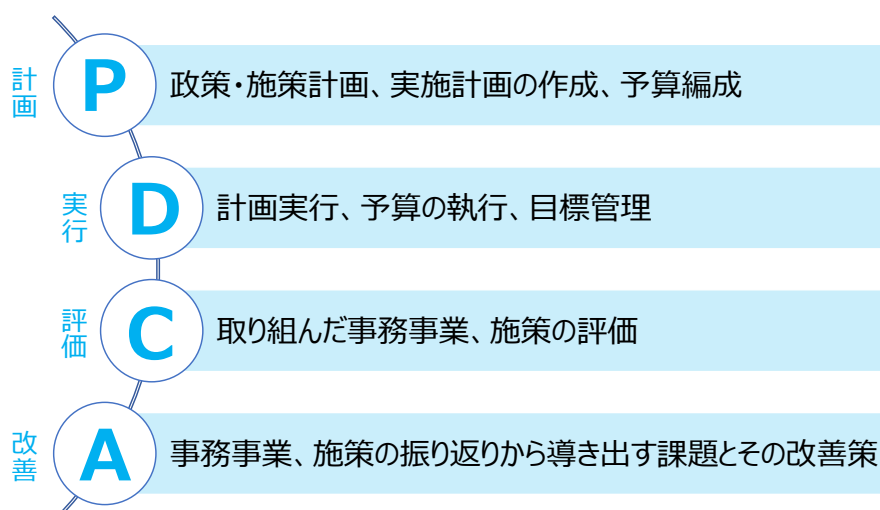 計画
P
政策・施策計画、実施計画の作成、予算編成
実行
D
計画実行、予算の執行、目標管理
評価
C
取り組んだ事務事業、施策の評価
改善
A
事務事業、施策の振り返りから導き出す課題とその改善策